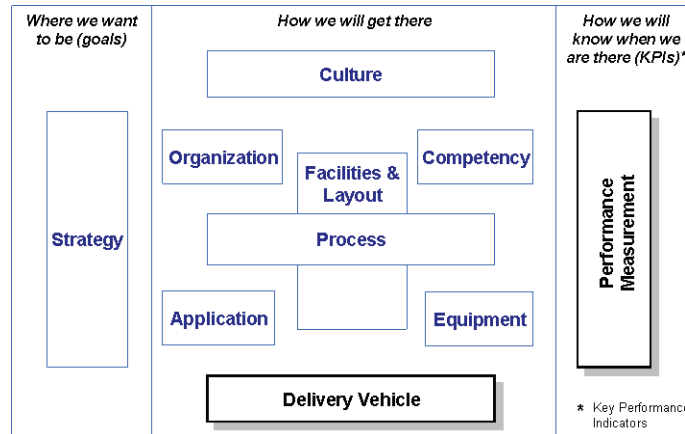 Where we want
to be (goals)
How we will get there
How we will
know when we
are there (KPIs)*
Culture
Organization
Competency
Facilities &
Layout
Strategy
Process
Performance
Measurement
Application
Equipment
Delivery Vehicle
* Key Performance
Indicators